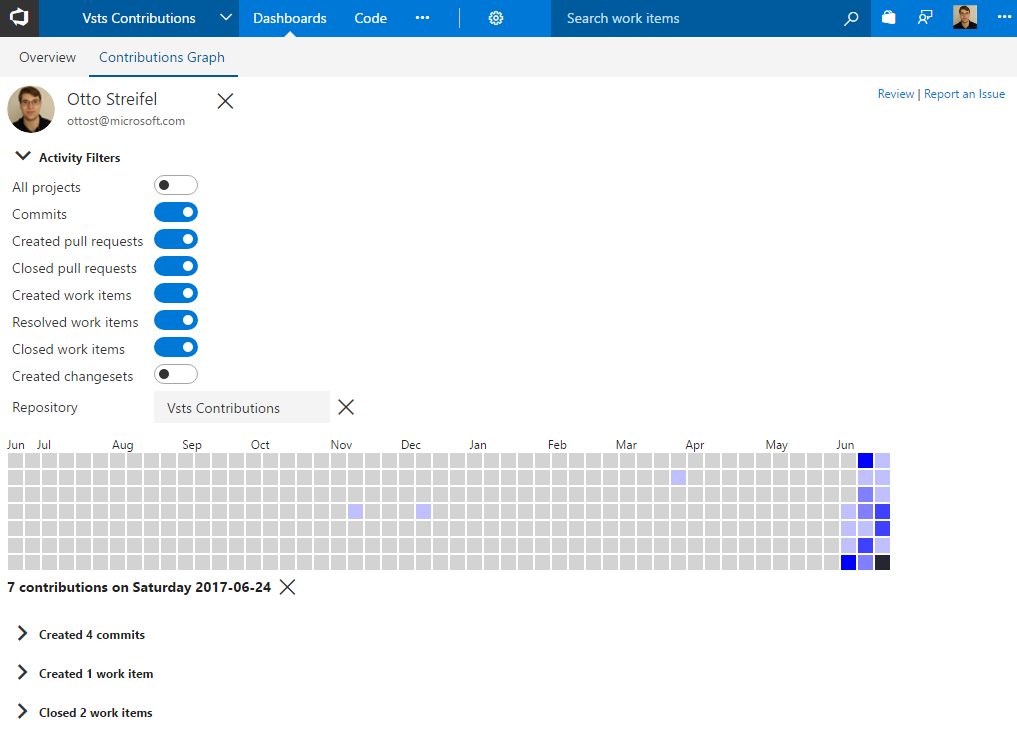 Vsts Contributions Dashboards Code Search work items
Overview Contributions Graph
Otto Streifel
ottost@microsoft.com
Review | Report an Issue
Activity Filters
All projects
Commits
Created pull requests
Closed pull requests
Created work items
Resolved work items
Closed work items
Created changesets
Repository Vsts Contributions
Jun Jul Aug Sep Oct Nov Dec Jan Feb Mar Apr May Jun
7 contributions on Saturday 2017-06-24
Created 4 commits
Created 1 work item
Closed 2 work items